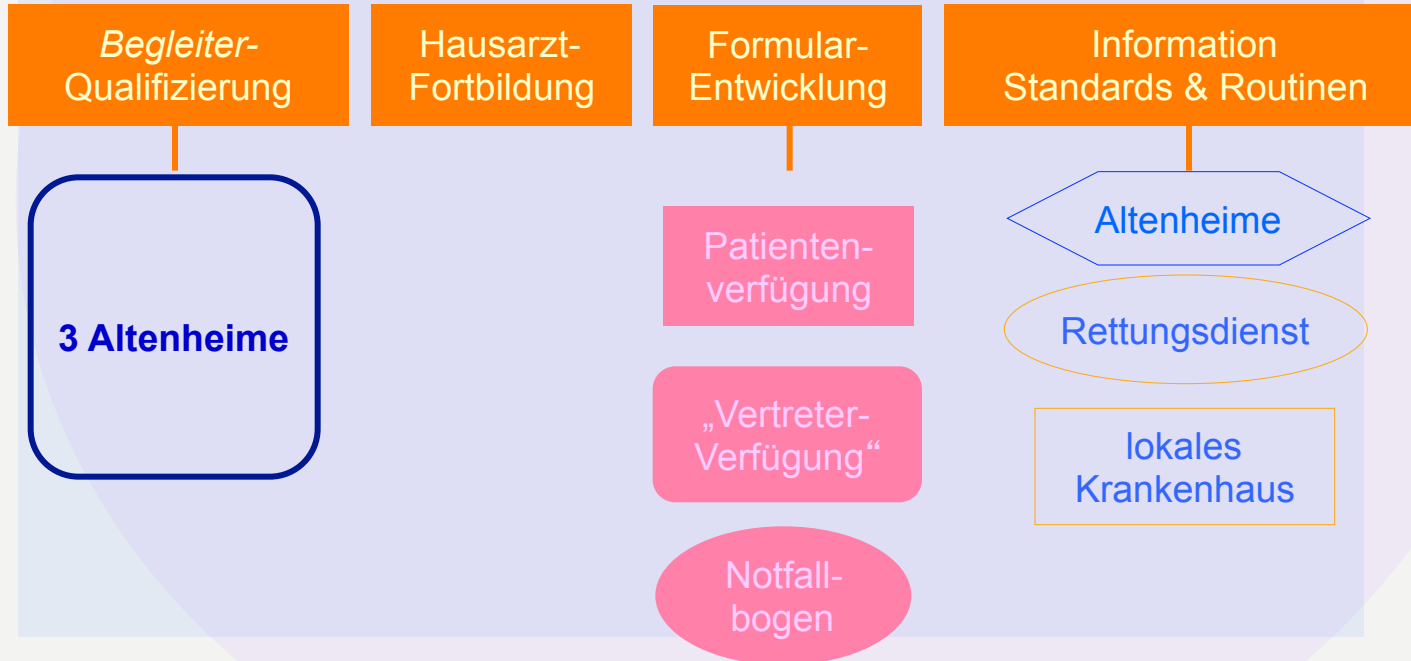 Begleiter-
Qualifizierung
Hausarzt-
Fortbildung
Formular-
Entwicklung
Information
Standards & Routinen
3 Altenheime
Patienten-
verfügung
„Vertreter-
Verfügung“
Notfall-
bogen
Altenheime
Rettungsdienst
lokales
Krankenhaus